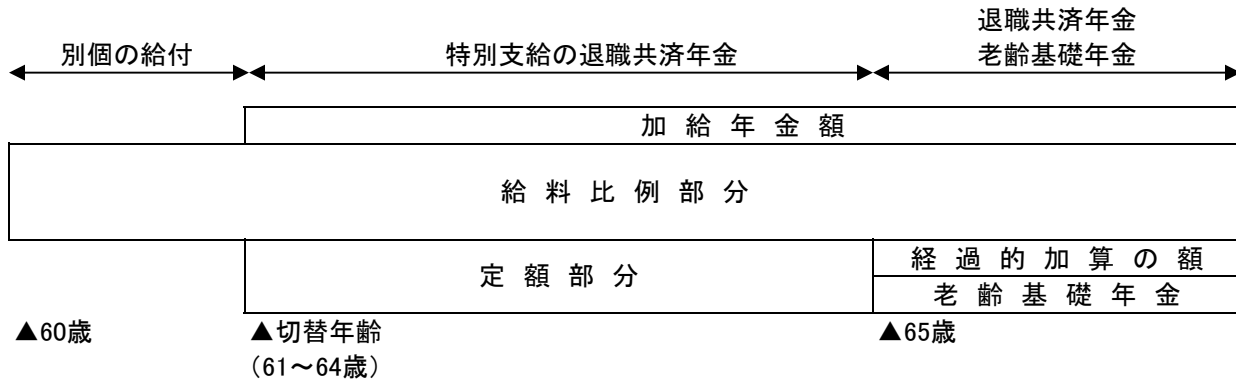 退職共済年金
別個の給付 特別支給の退職共済年金 老齢基礎年金
加給年金額
給料比例部分
定額部分
経過的加算の額
老齢基礎年金
▲60歳 ▲切替年齢 ▲65歳
（61～64歳）